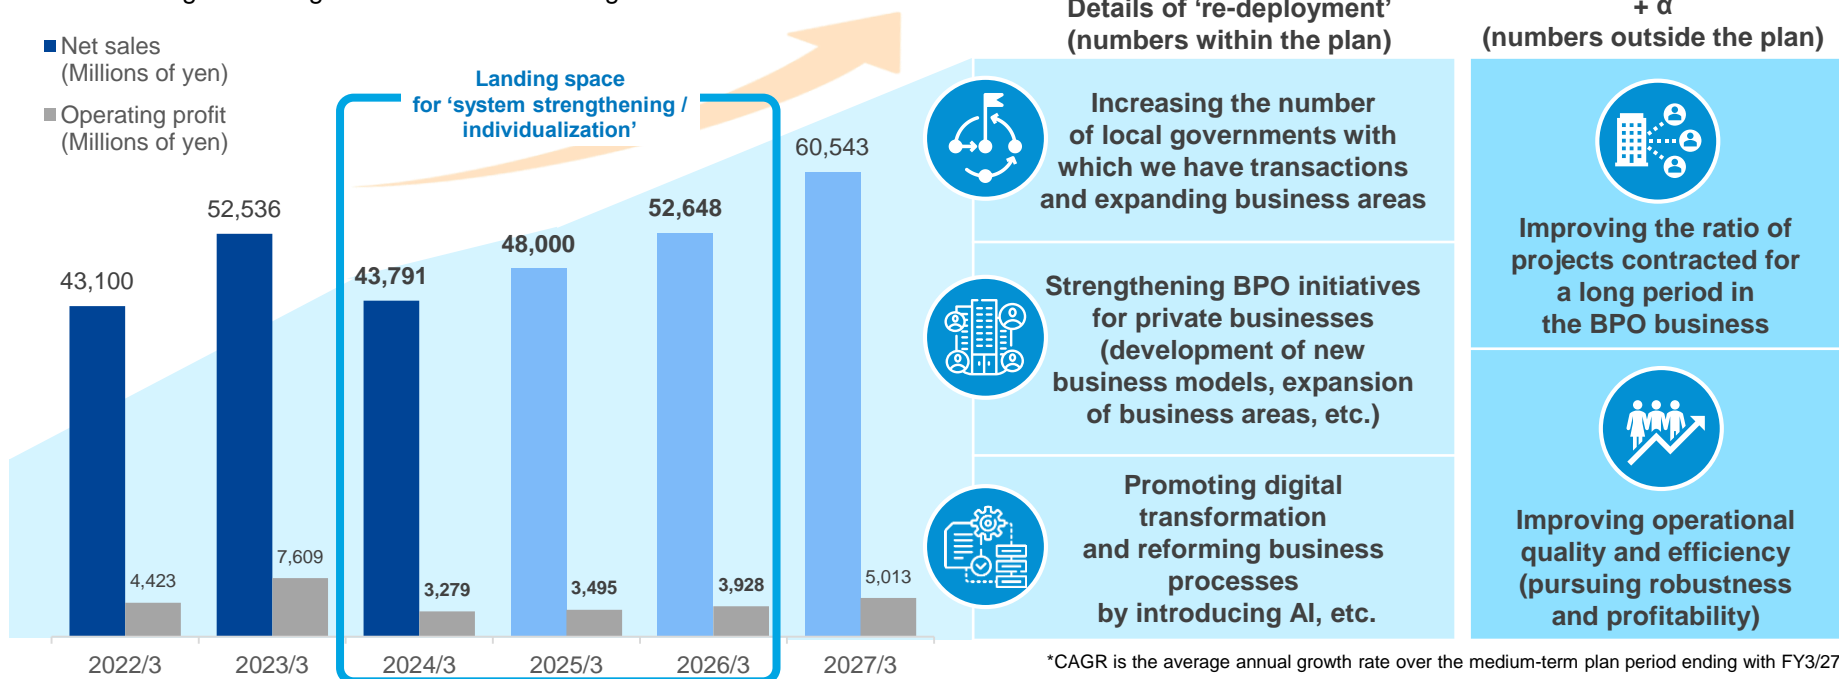 Net sales
(Millions of yen)
Operating profit
(Millions of yen)
Landing space
for ‘system strengthening /
individualization’
43,100
52,536
43,791
48,000
52,648
60,543
4,423
7,609
3,279
3,495
3,928
5,013
2022/3
2023/3
2024/3
2025/3
2026/3
2027/3
Details of ‘re-deployment’
(numbers within the plan)
Increasing the number
of local governments with
which we have transactions
and expanding business areas
Strengthening BPO initiatives
for private businesses
(development of new
business models, expansion
of business areas, etc.)
Promoting digital
transformation
and reforming business
processes
by introducing AI, etc.
+ α
(numbers outside the plan)
Improving the ratio of
projects contracted for
a long period in
the BPO business
Improving operational
quality and efficiency
(pursuing robustness
and profitability)
*CAGR is the average annual growth rate over the medium-term plan period ending with FY3/27